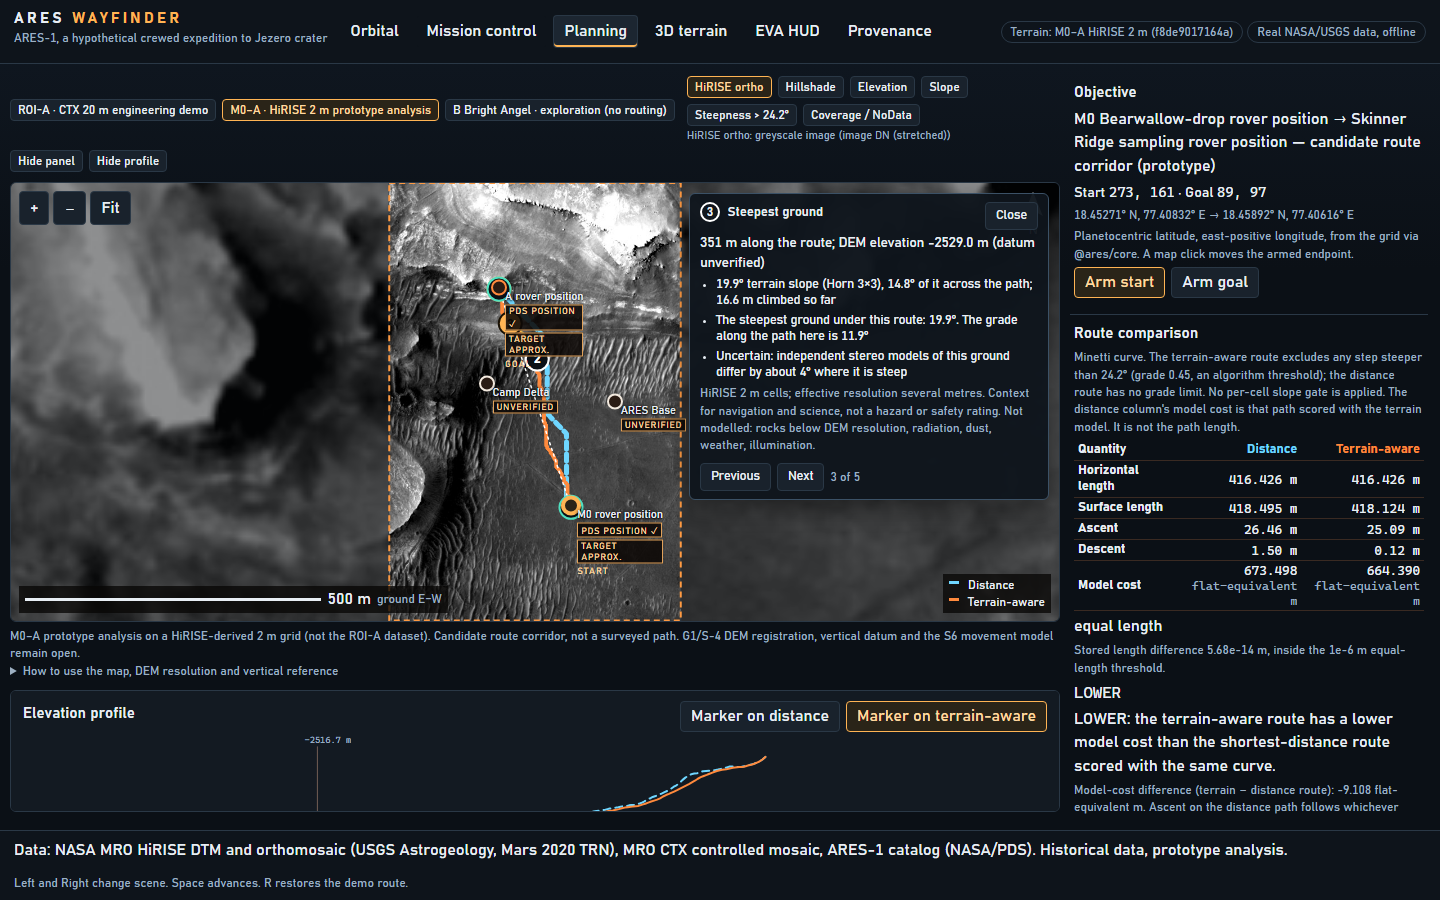 ARES WAYFINDER
ARES-1, a hypothetical crewed expedition to Jezero crater
Orbital
Mission control
Planning
3D terrain
EVA HUD
Provenance
Terrain: M0-A HiRISE 2 m (f8de9017164a)
Real NASA/USGS data, offline
ROI-A · CTX 20 m engineering demo
M0-A · HiRISE 2 m prototype analysis
B Bright Angel · exploration (no routing)
HiRISE ortho
Hillshade
Elevation
Slope
Steepness > 24.2°
Coverage / NoData
HiRISE ortho: greyscale image (image DN (stretched))
Hide panel
Hide profile
+
–
Fit
A rover position
PDS POSITION
✓
TARGET
APPROX.
GOAL
2
Camp Delta
UNVERIFIED
ARES Base
UNVERIFIED
M0 rover position
PDS POSITION ✓
TARGET
APPROX.
START
500 m ground E–W
3 Steepest ground
Close
351 m along the route; DEM elevation -2529.0 m (datum
unverified)
• 19.9° terrain slope (Horn 3×3), 14.8° of it across the path;
16.6 m climbed so far
• The steepest ground under this route: 19.9°. The grade
along the path here is 11.9°
• Uncertain: independent stereo models of this ground
differ by about 4° where it is steep
HiRISE 2 m cells; effective resolution several metres. Context
for navigation and science, not a hazard or safety rating. Not
modelled: rocks below DEM resolution, radiation, dust,
weather, illumination.
Previous
Next
3 of 5
Distance
Terrain-aware
M0-A prototype analysis on a HiRISE-derived 2 m grid (not the ROI-A dataset). Candidate route corridor, not a surveyed path. G1/S-4 DEM registration, vertical datum and the S6 movement model
remain open.
▶ How to use the map, DEM resolution and vertical reference
Elevation profile
Marker on distance
Marker on terrain-aware
-2516.7 m
Objective
M0 Bearwallow-drop rover position → Skinner
Ridge sampling rover position — candidate route
corridor (prototype)
Start 273, 161 · Goal 89, 97
18.45271° N, 77.40832° E → 18.45892° N, 77.40616° E
Planetocentric latitude, east-positive longitude, from the grid via
@ares/core. A map click moves the armed endpoint.
Arm start
Arm goal
Route comparison
Minetti curve. The terrain-aware route excludes any step steeper
than 24.2° (grade 0.45, an algorithm threshold); the distance
route has no grade limit. No per-cell slope gate is applied. The
distance column's model cost is that path scored with the terrain
model. It is not the path length.
Quantity Distance Terrain-aware
Horizontal
length 416.426 m 416.426 m
Surface length 418.495 m 418.124 m
Ascent 26.46 m 25.09 m
Descent 1.50 m 0.12 m
Model cost 673.498 flat-equivalent m 664.390 flat-equivalent m
equal length
Stored length difference 5.68e-14 m, inside the 1e-6 m equal-
length threshold.
LOWER
LOWER: the terrain-aware route has a lower
model cost than the shortest-distance route
scored with the same curve.
Model-cost difference (terrain − distance route): -9.108 flat-
equivalent m. Ascent on the distance path follows whichever
Data: NASA MRO HiRISE DTM and orthomosaic (USGS Astrogeology, Mars 2020 TRN), MRO CTX controlled mosaic, ARES-1 catalog (NASA/PDS). Historical data, prototype analysis.
Left and Right change scene. Space advances. R restores the demo route.